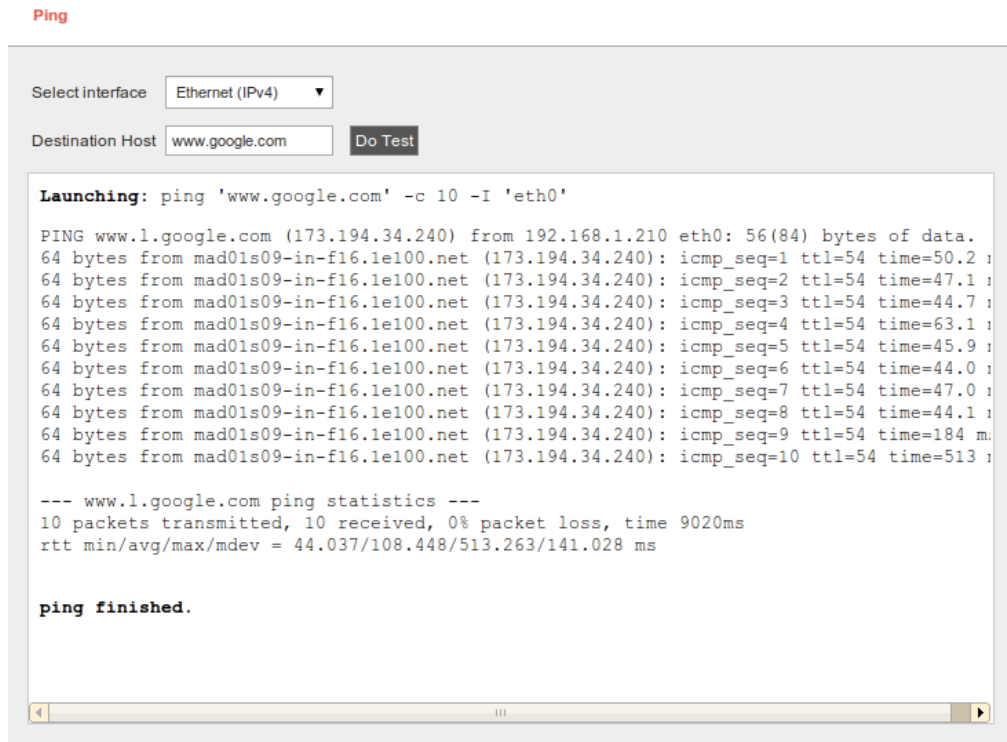 Ping
Select interface Ethernet (IPv4)
Destination Host www.google.com Do Test
Launching: ping 'www.google.com' -c 10 -I 'eth0'
PING www.l.google.com (173.194.34.240) from 192.168.1.210 eth0: 56(84) bytes of data.
64 bytes from mad01s09-in-f16.1e100.net (173.194.34.240): icmp_seq=1 ttl=54 time=50.2
64 bytes from mad01s09-in-f16.1e100.net (173.194.34.240): icmp_seq=2 ttl=54 time=47.1
64 bytes from mad01s09-in-f16.1e100.net (173.194.34.240): icmp_seq=3 ttl=54 time=44.7
64 bytes from mad01s09-in-f16.1e100.net (173.194.34.240): icmp_seq=4 ttl=54 time=63.1
64 bytes from mad01s09-in-f16.1e100.net (173.194.34.240): icmp_seq=5 ttl=54 time=45.9
64 bytes from mad01s09-in-f16.1e100.net (173.194.34.240): icmp_seq=6 ttl=54 time=44.0
64 bytes from mad01s09-in-f16.1e100.net (173.194.34.240): icmp_seq=7 ttl=54 time=47.0
64 bytes from mad01s09-in-f16.1e100.net (173.194.34.240): icmp_seq=8 ttl=54 time=44.1
64 bytes from mad01s09-in-f16.1e100.net (173.194.34.240): icmp_seq=9 ttl=54 time=184 m
64 bytes from mad01s09-in-f16.1e100.net (173.194.34.240): icmp_seq=10 ttl=54 time=513
--- www.l.google.com ping statistics ---
10 packets transmitted, 10 received, 0% packet loss, time 9020ms
rtt min/avg/max/mdev = 44.037/108.448/513.263/141.028 ms
ping finished.